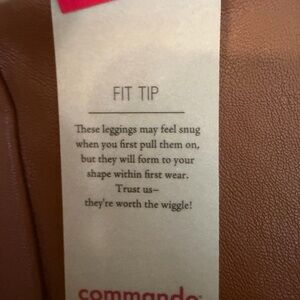 FIT TIP
These leggings may feel snug
when you first pull them on,
but they will form to your
shape within first wear.
Trust us—
they're worth the wiggle!
commando